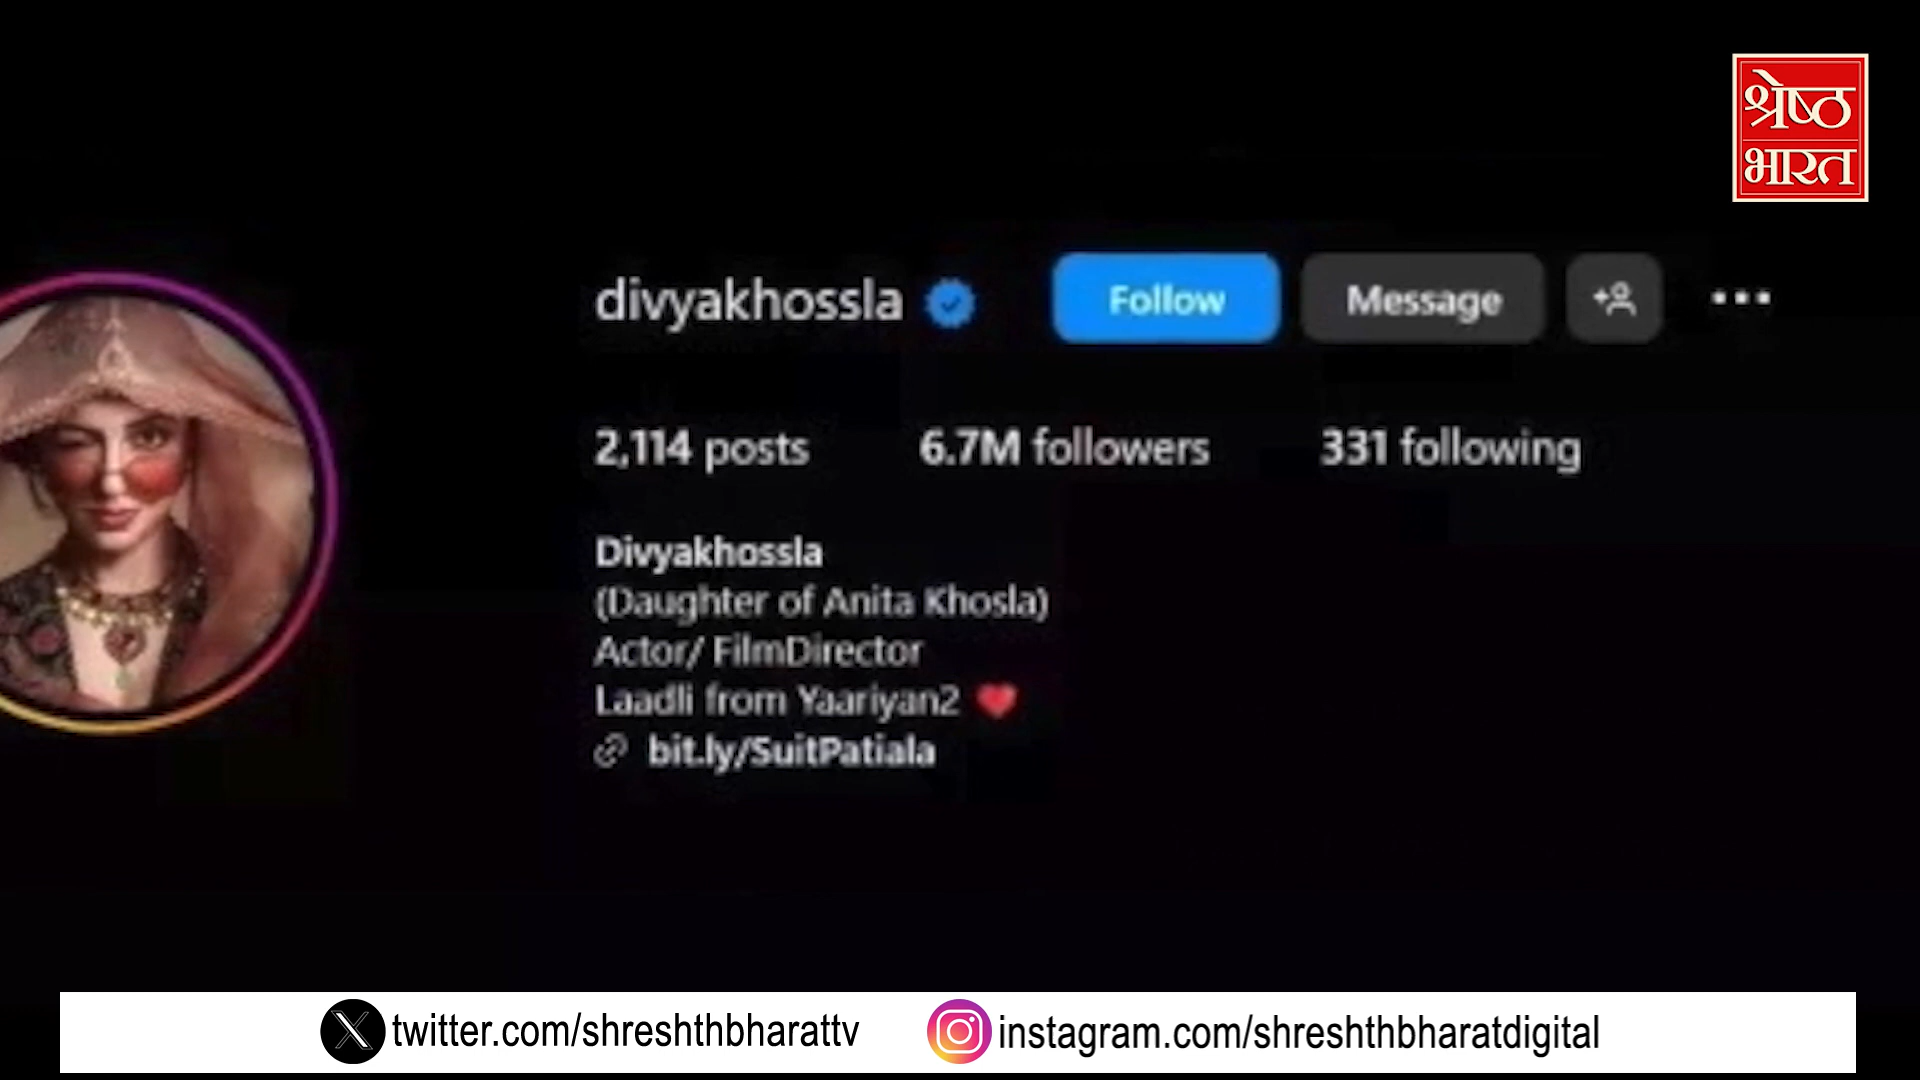 श्रेष्ठ
भारत
divyakhossla
Follow
Message
2,114 posts
6.7M followers
331 following
Divyakhossla
(Daughter of Anita Khosla)
Actor/ FilmDirector
Laadli from Yaariyan2 ❤️
bit.ly/SuitPatiala
twitter.com/shreshthbharattv
instagram.com/shreshthbharatdigital